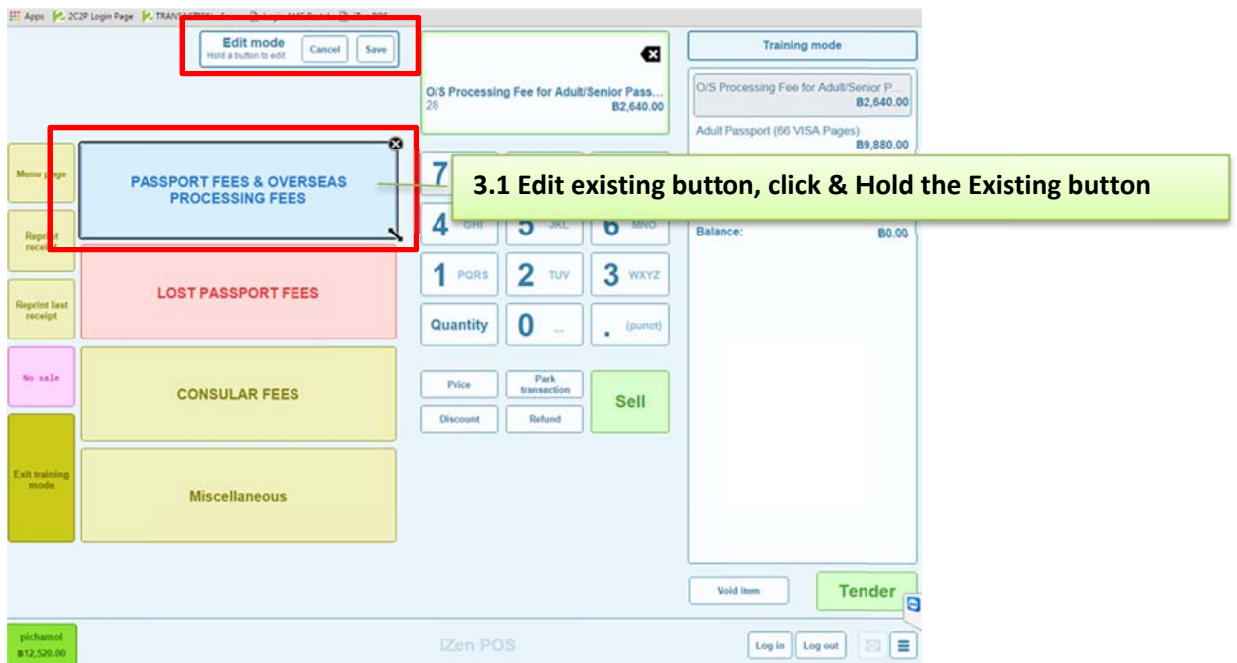 Apps 2C2P Login Page
Edit mode
Hold a button to edit
Cancel Save
Training mode
O/S Processing Fee for Adult/Senior Pass...
28 ฿2,640.00
O/S Processing Fee for Adult/Senior P...
฿2,640.00
Adult Passport (66 VISA Pages)
฿9,880.00
Menu page
PASSPORT FEES & OVERSEAS
PROCESSING FEES
7
3.1 Edit existing button, click & Hold the Existing button
Reprint
receipt
4 GHI 5 JKL 6 MNO
Balance: ฿0.00
LOST PASSPORT FEES
1 PQRS 2 TUV 3 WXYZ
Reprint last
receipt
Quantity 0 . (punct)
No sale
CONSULAR FEES
Price Park
transaction
Sell
Discount Refund
Exit training
mode
Miscellaneous
Void item Tender
pichamol
฿12,520.00
iZen POS
Log in Log out